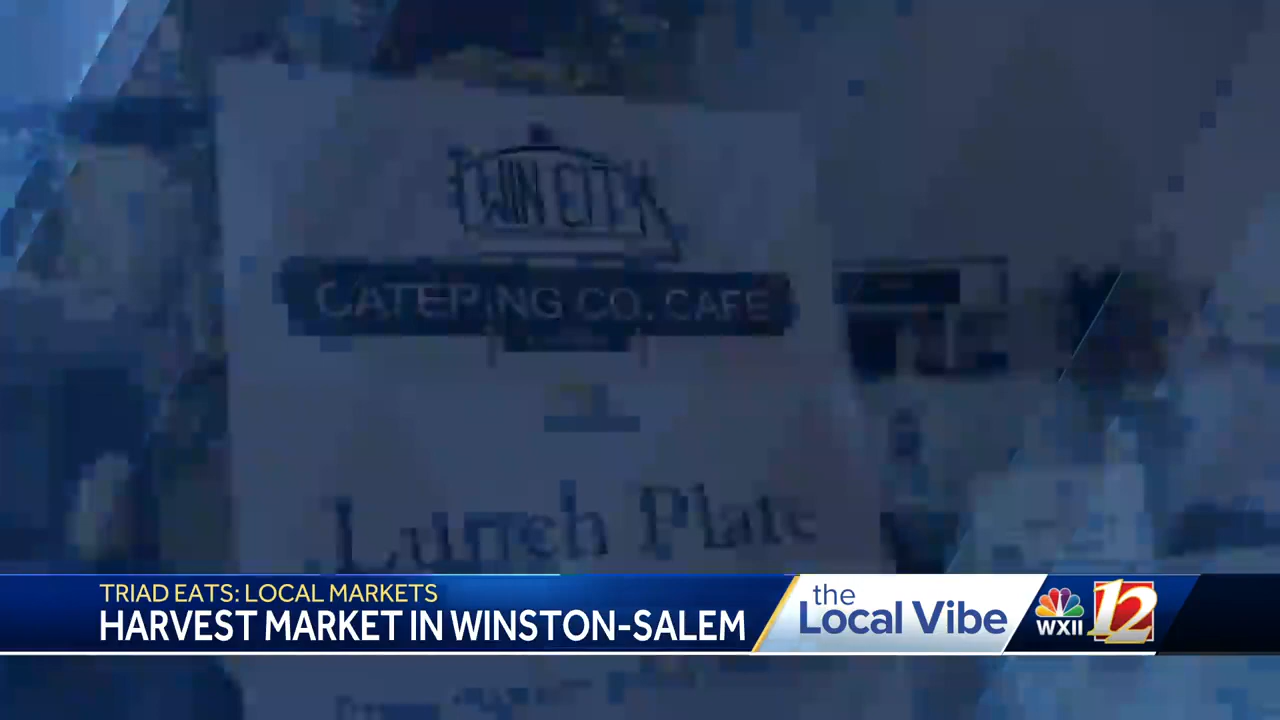 TWIN CITY
CATERING CO. CAFE
Lunch Plate
TRIAD EATS: LOCAL MARKETS
HARVEST MARKET IN WINSTON-SALEM
the
Local Vibe
WXII 12